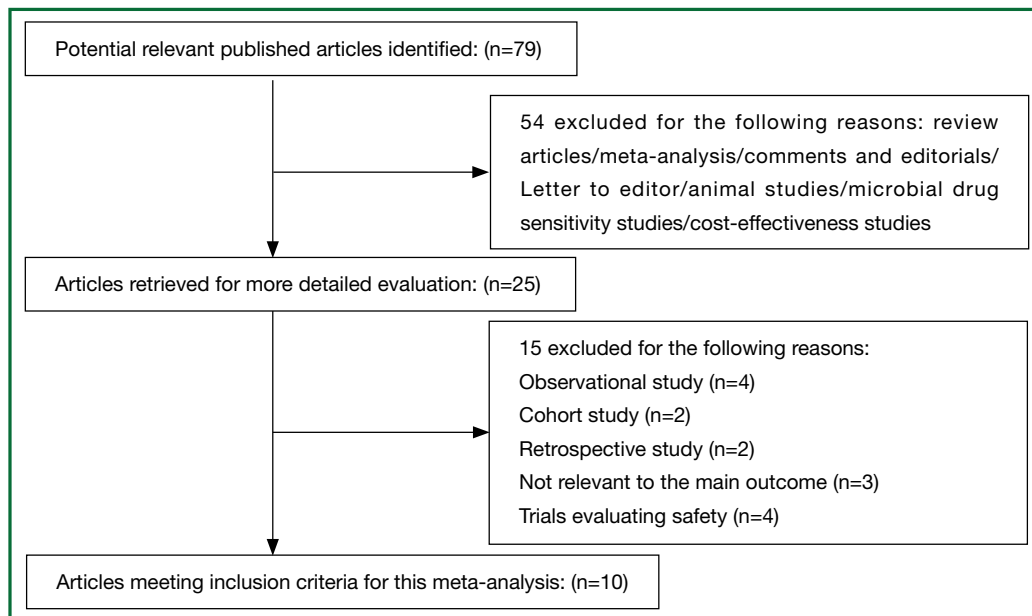 Potential relevant published articles identified: (n=79)
54 excluded for the following reasons: review
articles/meta-analysis/comments and editorials/
Letter to editor/animal studies/microbial drug
sensitivity studies/cost-effectiveness studies
Articles retrieved for more detailed evaluation: (n=25)
15 excluded for the following reasons:
Observational study (n=4)
Cohort study (n=2)
Retrospective study (n=2)
Not relevant to the main outcome (n=3)
Trials evaluating safety (n=4)
Articles meeting inclusion criteria for this meta-analysis: (n=10)